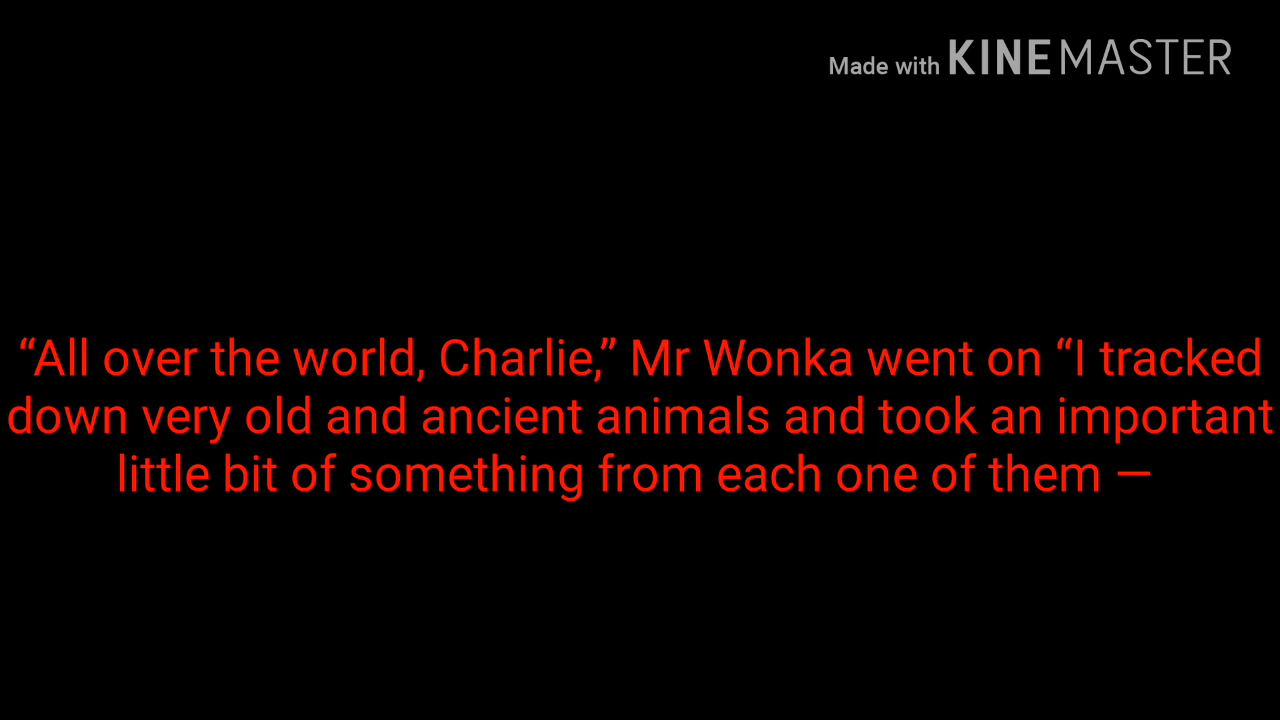 Made with KINEMASTER
“All over the world, Charlie,” Mr Wonka went on “I tracked
down very old and ancient animals and took an important
little bit of something from each one of them —